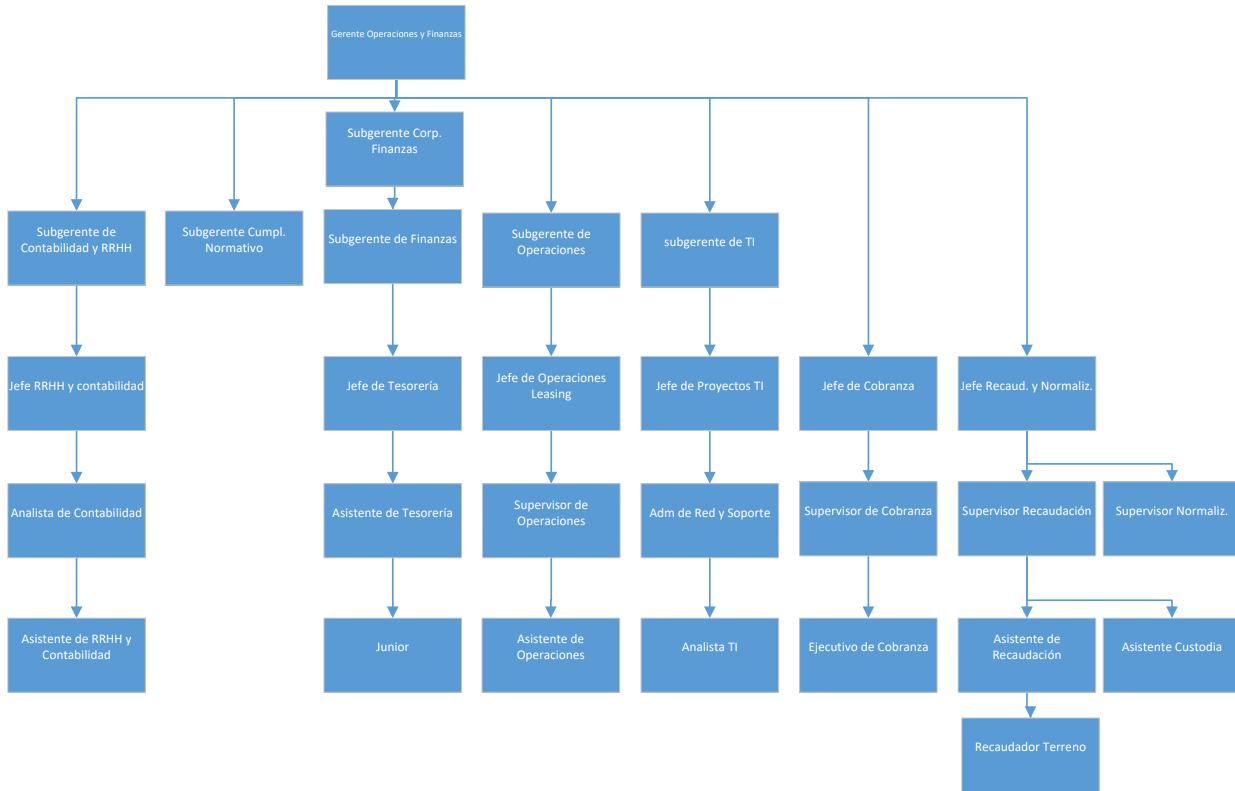 Gerente Operaciones y Finanzas
Subgerente Corp.
Finanzas
Subgerente de
Contabilidad y RRHH
Subgerente Cumpl.
Normativo
Subgerente de Finanzas
Subgerente de
Operaciones
subgerente de TI
Jefe RRHH y contabilidad
Jefe de Tesorería
Jefe de Operaciones
Leasing
Jefe de Proyectos TI
Jefe de Cobranza
Jefe Recaud. y Normaliz.
Analista de Contabilidad
Asistente de Tesorería
Supervisor de
Operaciones
Adm de Red y Soporte
Supervisor de Cobranza
Supervisor Recaudación
Supervisor Normaliz.
Asistente de RRHH y
Contabilidad
Junior
Asistente de
Operaciones
Analista TI
Ejecutivo de Cobranza
Asistente de
Recaudación
Asistente Custodia
Recaudador Terreno